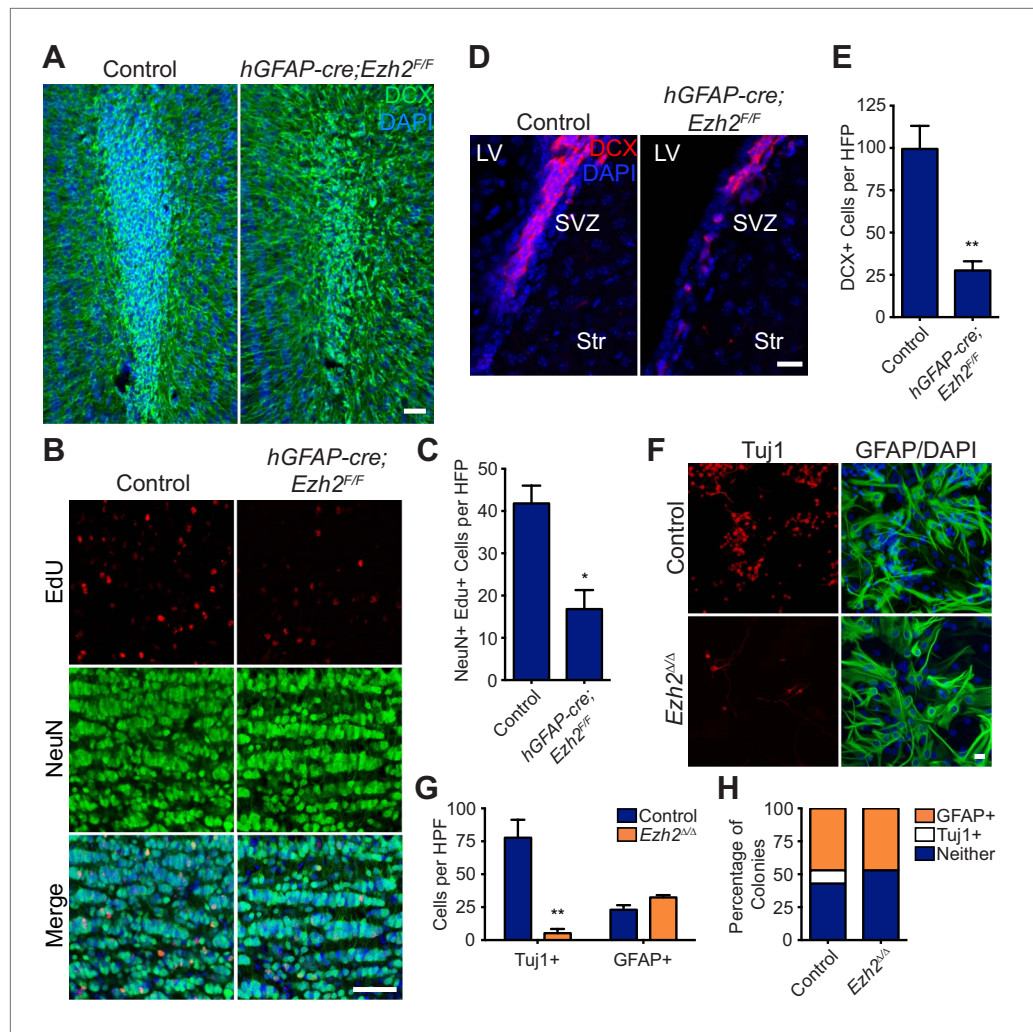 A
Control
hGFAP-cre;Ezh2F/F
DCX
DAPI
B
Control
hGFAP-cre;
Ezh2F/F
EdU
NeuN
Merge
C
NeuN+ Edu+ Cells per HFP
50
40
30
20
10
0
*
Control
hGFAP-cre;
Ezh2F/F
D
Control
hGFAP-cre;
Ezh2F/F
LV
DCX
DAPI
SVZ
Str
LV
SVZ
Str
E
DCX+ Cells per HFP
125
100
75
50
25
0
**
Control
hGFAP-cre;
Ezh2F/F
F
Tuj1
GFAP/DAPI
Control
Ezh2Δ/Δ
G
Cells per HPF
100
75
50
25
0
**
Tuj1+
GFAP+
Control
Ezh2Δ/Δ
H
Percentage of
Colonies
100
75
50
25
0
Control
Ezh2Δ/Δ
GFAP+
Tuj1+
Neither